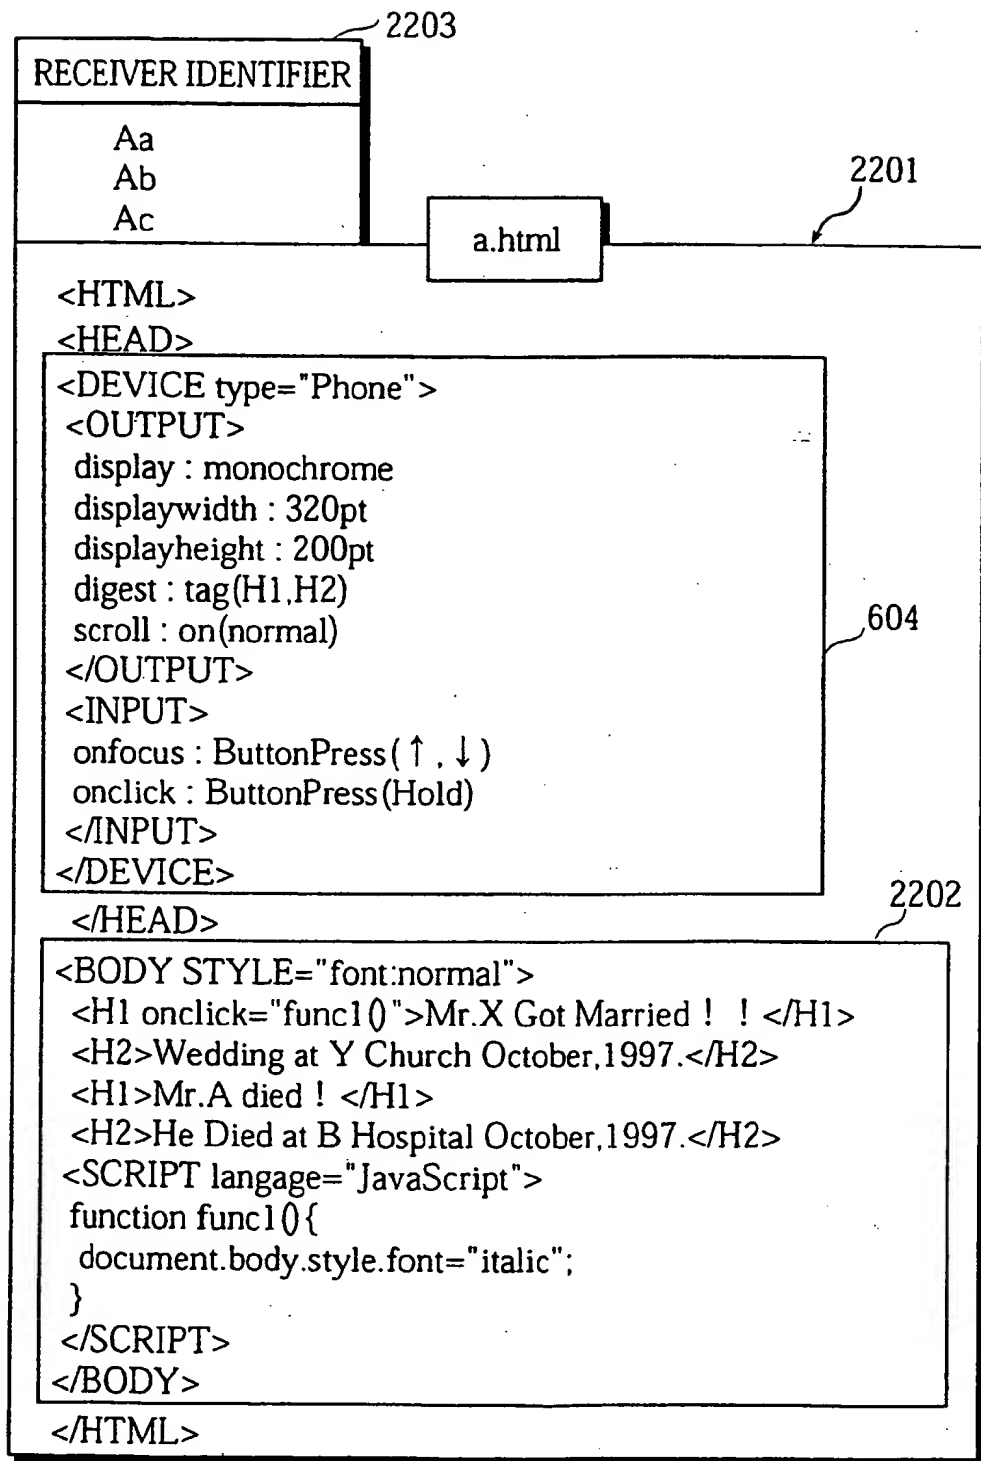 2203
RECEIVER IDENTIFIER
Aa
Ab
Ac
2201
a.html
<HTML>
<HEAD>
<DEVICE type="Phone">
<OUTPUT>
display : monochrome
displaywidth : 320pt
displayheight : 200pt
digest : tag(H1,H2)
scroll : on(normal)
</OUTPUT>
<INPUT>
onfocus : ButtonPress(↑,↓)
onclick : ButtonPress(Hold)
</INPUT>
</DEVICE>
604
</HEAD>
2202
<BODY STYLE="font:normal">
<H1 onclick="func1()">Mr.X Got Married ! ! </H1>
<H2>Wedding at Y Church October,1997.</H2>
<H1>Mr.A died ! </H1>
<H2>He Died at B Hospital October,1997.</H2>
<SCRIPT langage="JavaScript">
function func1(){
document.body.style.font="italic";
}
</SCRIPT>
</BODY>
</HTML>